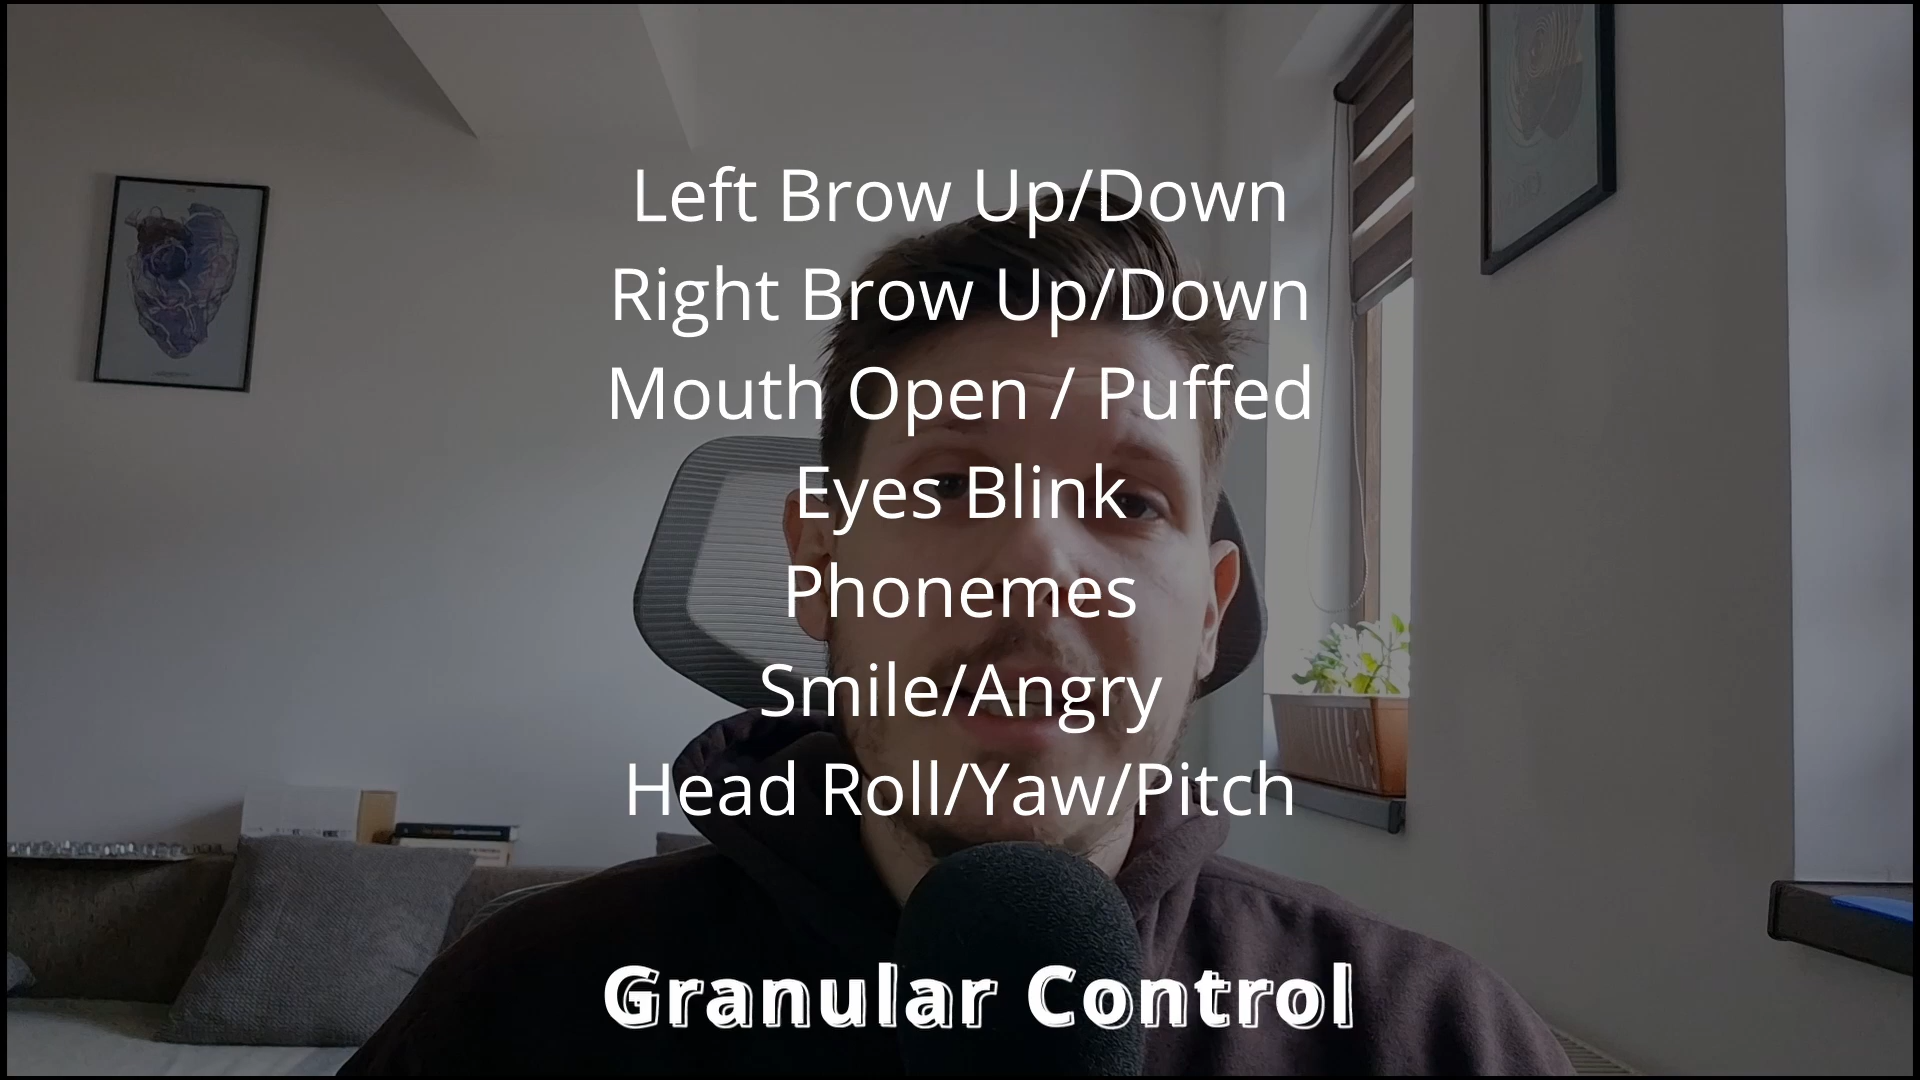 Left Brow Up/Down
Right Brow Up/Down
Mouth Open / Puffed
Eyes Blink
Phonemes
Smile/Angry
Head Roll/Yaw/Pitch
Granular Control